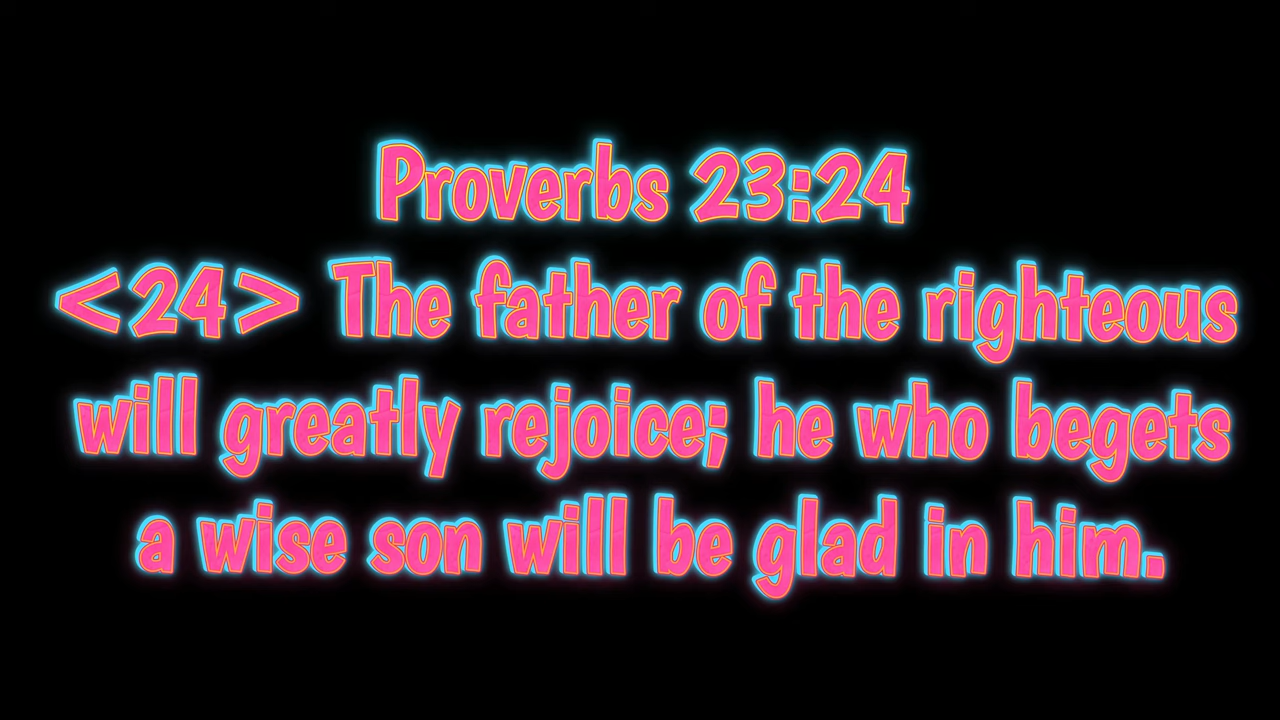 Proverbs 23:24
<24> The father of the righteous
will greatly rejoice; he who begets
a wise son will be glad in him.